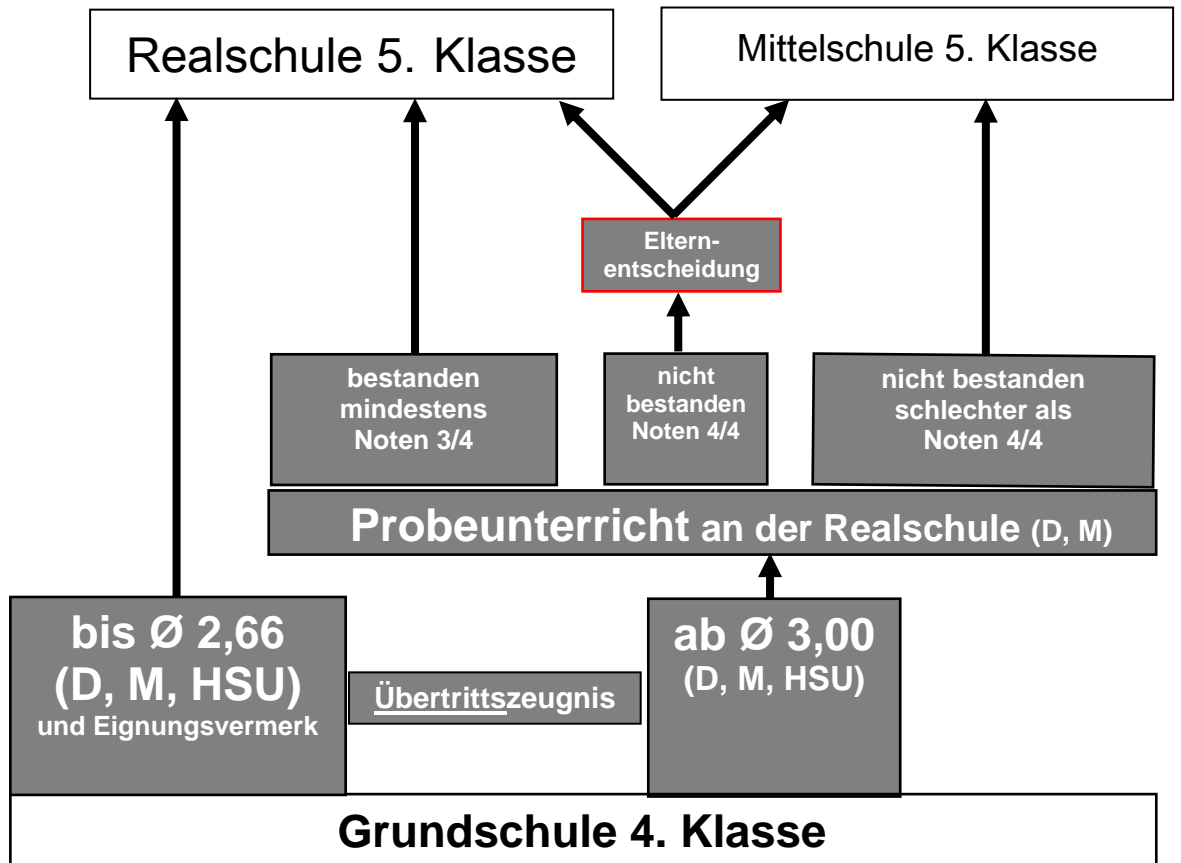 Realschule 5. Klasse
Mittelschule 5. Klasse
Eltern-
entscheidung
bestanden
mindestens
Noten 3/4
nicht
bestanden
Noten 4/4
nicht bestanden
schlechter als
Noten 4/4
Probeunterricht an der Realschule (D, M)
bis Ø 2,66
(D, M, HSU)
und Eignungsvermerk
Übertrittszeugnis
ab Ø 3,00
(D, M, HSU)
Grundschule 4. Klasse